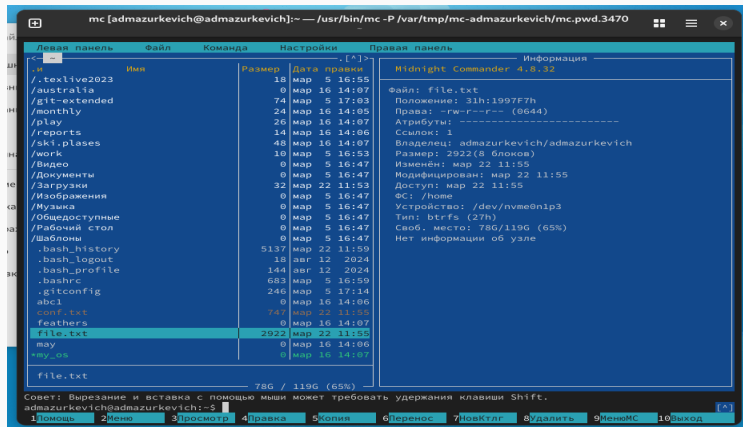 mc [admazurkevich@admazurkevich]:~ — /usr/bin/mc -P /var/tmp/mc-admazurkevich/mc.pwd.3470
~
Левая панель Файл Команда Настройки Правая панель
<— ~ .[^]>
.и Имя Размер Дата правки
/.texlive2023 18 мар 5 16:55
/australia 0 мар 16 14:07
/git-extended 74 мар 5 17:03
/monthly 24 мар 16 14:05
/play 26 мар 16 14:07
/reports 14 мар 16 14:06
/ski.plases 48 мар 16 14:07
/work 10 мар 5 16:53
/Видео 0 мар 5 16:47
/Документы 0 мар 5 16:47
/Загрузки 32 мар 22 11:53
/Изображения 0 мар 5 16:47
/Музыка 0 мар 5 16:47
/Общедоступные 0 мар 5 16:47
/Рабочий стол 0 мар 5 16:47
/Шаблоны 0 мар 5 16:47
.bash_history 5137 мар 22 11:59
.bash_logout 18 авг 12 2024
.bash_profile 144 авг 12 2024
.bashrc 683 мар 5 16:59
.gitconfig 246 мар 5 17:14
abc1 0 мар 16 14:06
conf.txt 747 мар 22 11:55
feathers 0 мар 16 14:07
file.txt 2922 мар 22 11:55
may 0 мар 16 14:06
*my_os 0 мар 16 14:07
file.txt
78G / 119G (65%)
Информация
Midnight Commander 4.8.32
Файл: file.txt
Положение: 31h:1997F7h
Права: -rw-r--r-- (0644)
Атрибуты: -------------------------
Ссылок: 1
Владелец: admazurkevich/admazurkevich
Размер: 2922(8 блоков)
Изменён: мар 22 11:55
Модифицирован: мар 22 11:55
Доступ: мар 22 11:55
ФС: /home
Устройство: /dev/nvme0n1p3
Тип: btrfs (27h)
Своб. место: 78G/119G (65%)
Нет информации об узле
Совет: Вырезание и вставка с помощью мыши может требовать удержания клавиши Shift.
admazurkevich@admazurkevich:~$ [^]
1Помощь 2Меню 3Просмотр 4Правка 5Копия 6Перенос 7НовКтлг 8Удалить 9МенюМС 10Выход